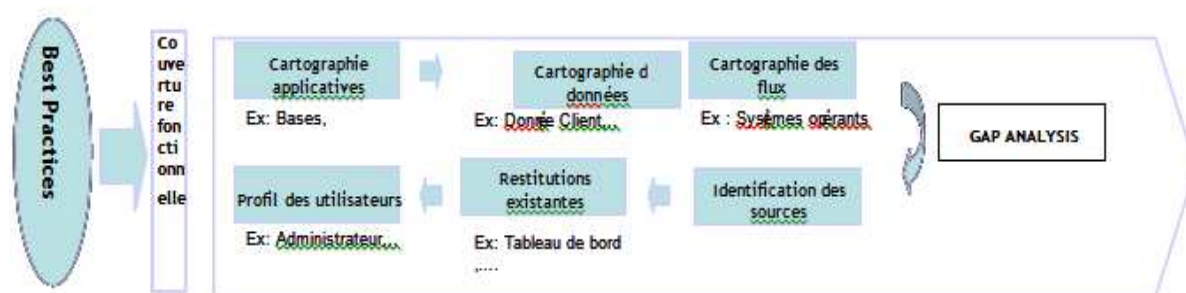 Best Practices
Co
uve
rtu
re
fon
cti
onn
elle
Cartographie
applicatives
Ex: Bases,
Cartographie d
données
Ex: Donnée Client,..
Cartographie des
flux
Ex : Systèmes opérants
GAP ANALYSIS
Profil des utilisateurs
Ex: Administrateur,..
Restitutions
existantes
Ex: Tableau de bord
,....
Identification des
sources